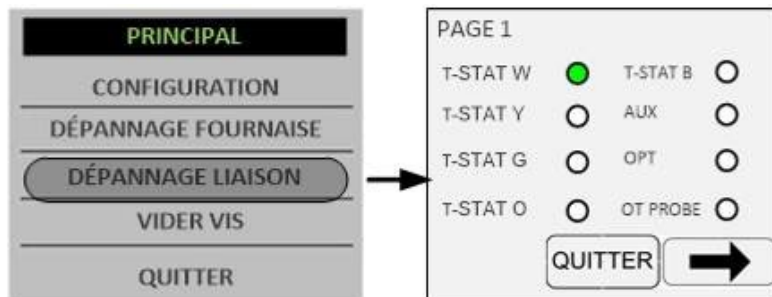 PRINCIPAL
CONFIGURATION
DÉPANNAGE FOURNAISE
DÉPANNAGE LIAISON
VIDER VIS
QUITTER
PAGE 1
T-STAT W
T-STAT B
T-STAT Y
AUX
T-STAT G
OPT
T-STAT O
OT PROBE
QUITTER